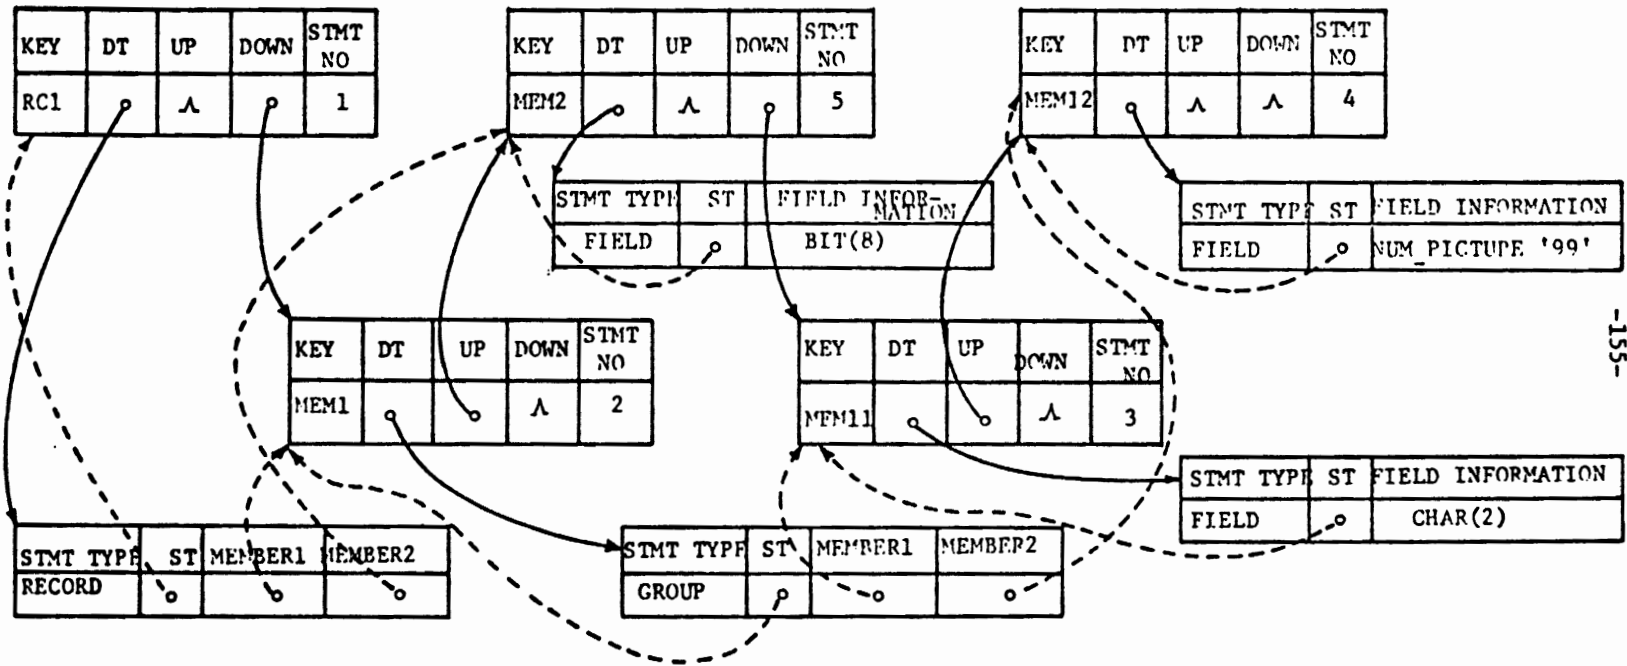 KEY DT UP DOWN STMT NO
RC1 Λ 1
KEY DT UP DOWN STMT NO
MEM2 Λ 5
KEY DT UP DOWN STMT NO
MEM12 Λ Λ 4
STMT TYPE ST FIELD INFOR-
MATION
FIELD BIT(8)
STMT TYPE ST FIELD INFORMATION
FIELD NUM_PICTURE '99'
KEY DT UP DOWN STMT NO
MEM1 Λ 2
KEY DT UP DOWN STMT NO
MEM11 Λ 3
-155-
STMT TYPE ST FIELD INFORMATION
FIELD CHAR(2)
STMT TYPE ST MEMBER1 MEMBER2
RECORD
STMT TYPE ST MEMBER1 MEMBER2
GROUP